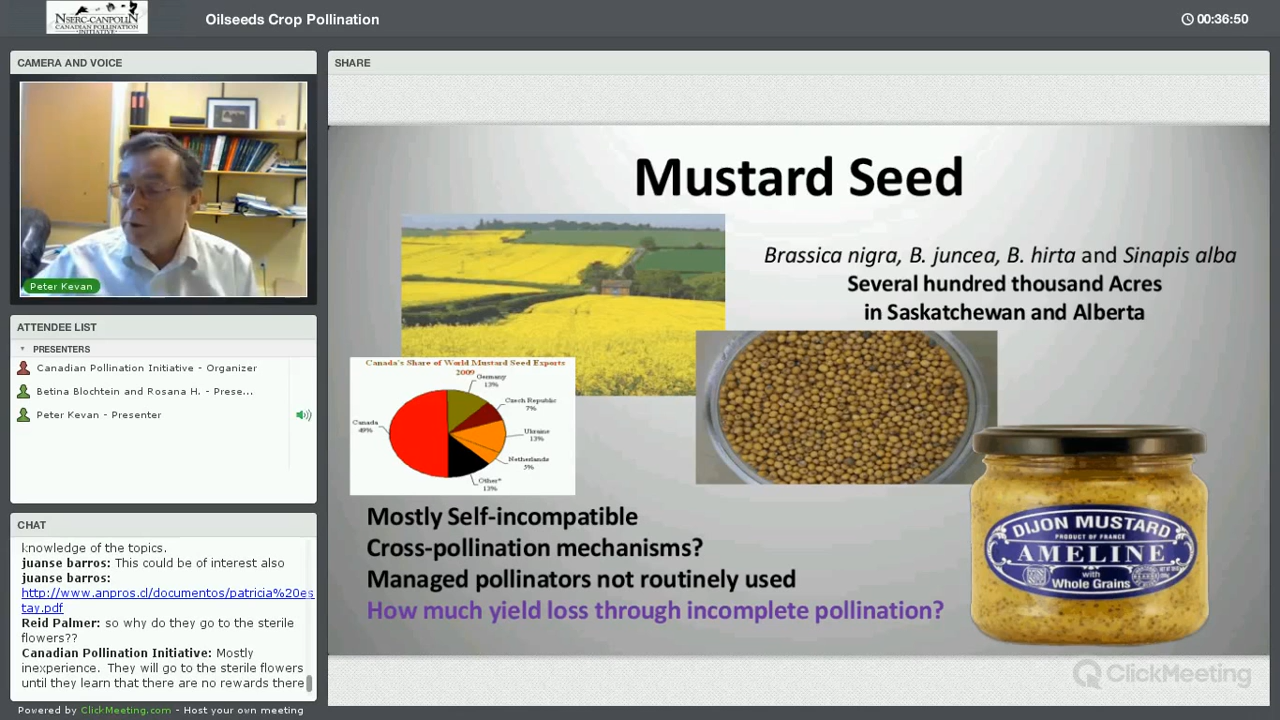 NSERC-CANPOLIN
CANADIAN POLLINATION
INITIATIVE
Oilseeds Crop Pollination
00:36:50
CAMERA AND VOICE
Peter Kevan
ATTENDEE LIST
PRESENTERS
Canadian Pollination Initiative - Organizer
Betina Blochtein and Rosana H. - Prese...
Peter Kevan - Presenter
CHAT
knowledge of the topics.
juanse barros: This could be of interest also
juanse barros:
http://www.anpros.cl/documentos/patricia%20es
tay.pdf
Reid Palmer: so why do they go to the sterile
flowers??
Canadian Pollination Initiative: Mostly
inexperience. They will go to the sterile flowers
until they learn that there are no rewards there
Powered by ClickMeeting.com - Host your own meeting
SHARE
Mustard Seed
Brassica nigra, B. juncea, B. hirta and Sinapis alba
Several hundred thousand Acres
in Saskatchewan and Alberta
Canada's Share of World Mustard Seed Exports
2009
Germany
13%
Czech Republic
7%
Canada
49%
Ukraine
13%
Netherlands
5%
Other*
13%
Mostly Self-incompatible
Cross-pollination mechanisms?
Managed pollinators not routinely used
How much yield loss through incomplete pollination?
DIJON MUSTARD
PRODUCT OF FRANCE
AMELINE
with
Whole Grains
ClickMeeting